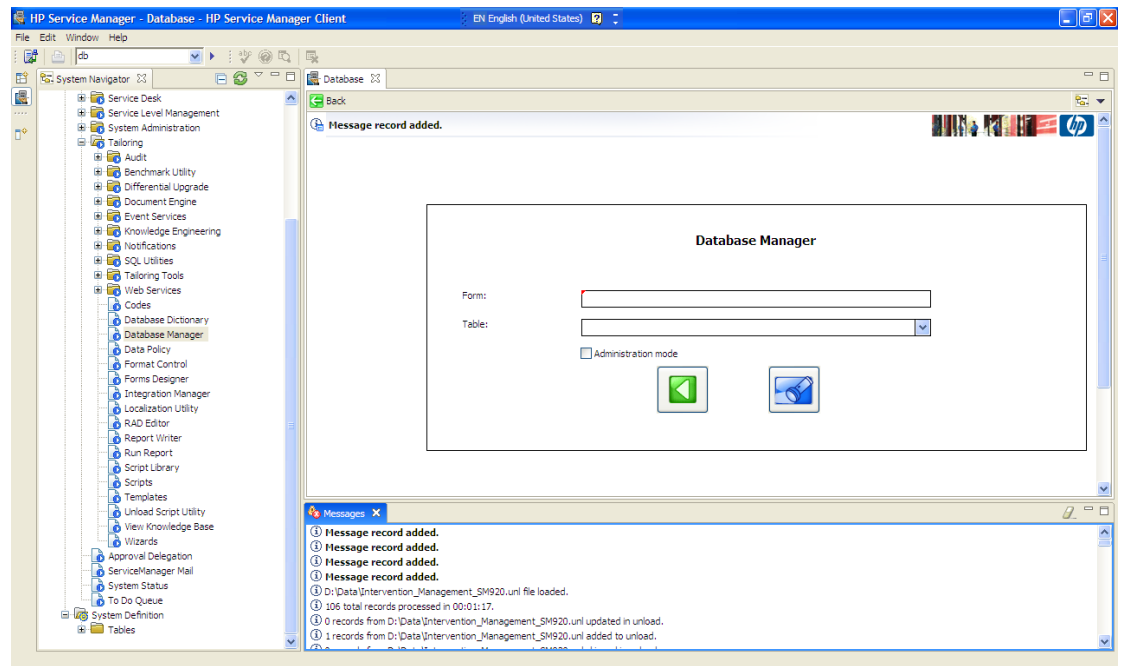 HP Service Manager - Database - HP Service Manager Client
EN English (United States)
File Edit Window Help
db
System Navigator
Service Desk
Service Level Management
System Administration
Tailoring
Audit
Benchmark Utility
Differential Upgrade
Document Engine
Event Services
Knowledge Engineering
Notifications
SQL Utilities
Tailoring Tools
Web Services
Codes
Database Dictionary
Database Manager
Data Policy
Format Control
Forms Designer
Integration Manager
Localization Utility
RAD Editor
Report Writer
Run Report
Script Library
Scripts
Templates
Unload Script Utility
View Knowledge Base
Wizards
Approval Delegation
ServiceManager Mail
System Status
To Do Queue
System Definition
Tables
Database
Back
Message record added.
hp
Database Manager
Form:
Table:
Administration mode
Messages
Message record added.
Message record added.
Message record added.
Message record added.
D:\Data\Intervention_Management_SM920.unl file loaded.
106 total records processed in 00:01:17.
0 records from D:\Data\Intervention_Management_SM920.unl updated in unload.
1 records from D:\Data\Intervention_Management_SM920.unl added to unload.